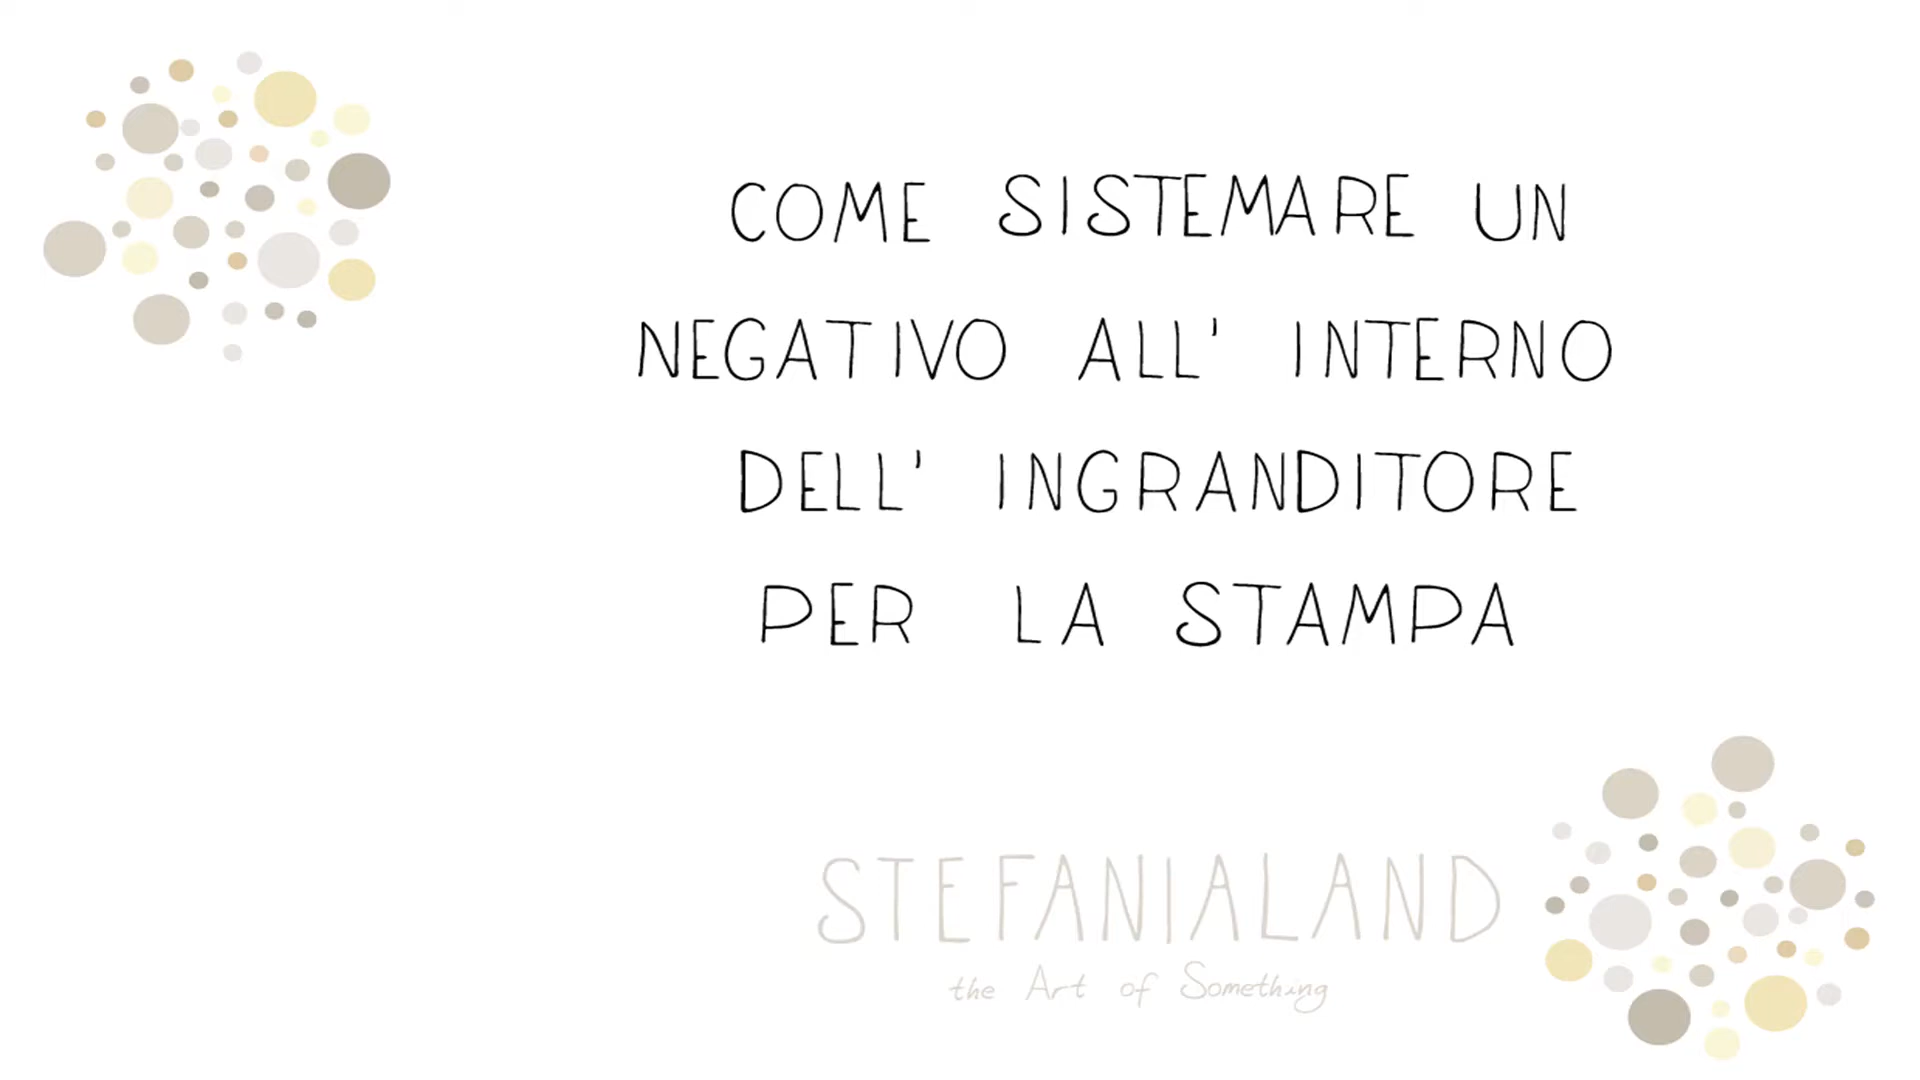 COME SISTEMARE UN
NEGATIVO ALL' INTERNO
DELL' INGRANDITORE
PER LA STAMPA
STEFANIALAND
the Art of Something